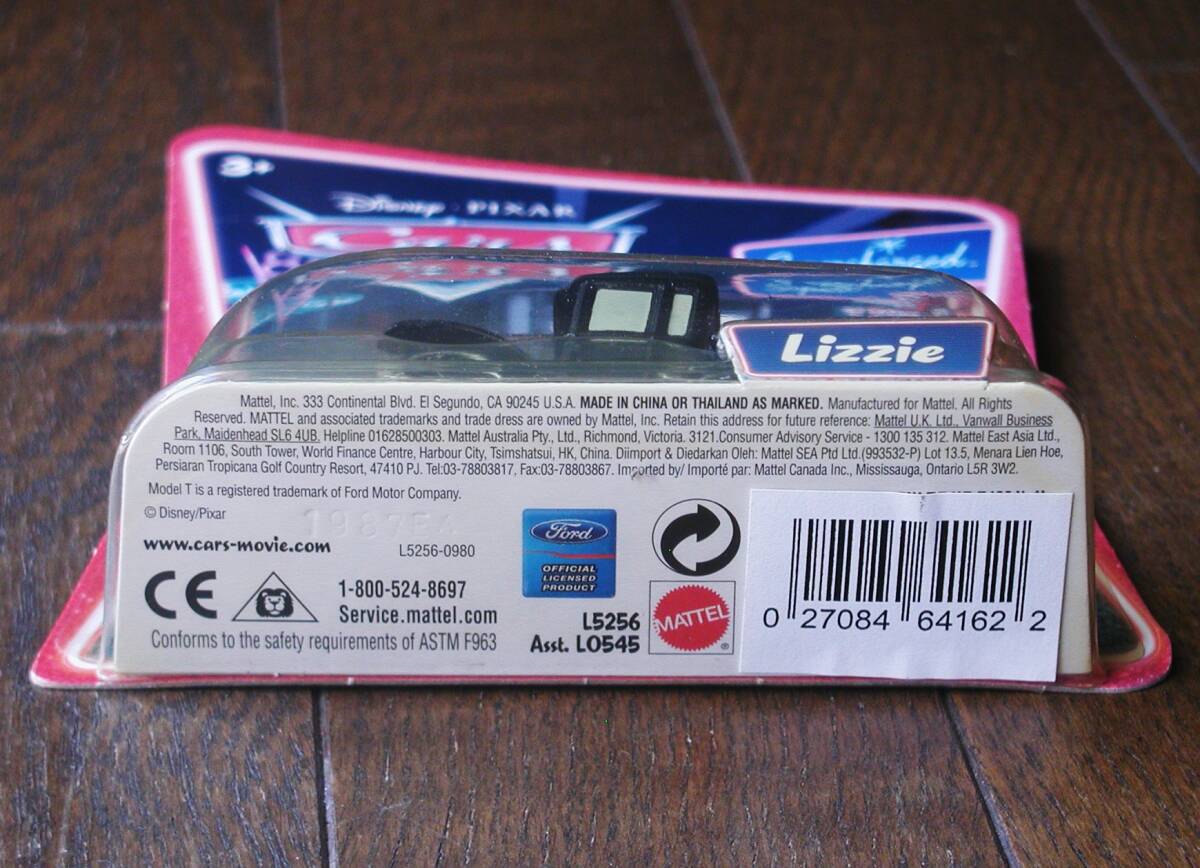 3+
Disney · PIXAR
Cars
Lizzie
Mattel, Inc. 333 Continental Blvd. El Segundo, CA 90245 U.S.A. MADE IN CHINA OR THAILAND AS MARKED. Manufactured for Mattel. All Rights
Reserved. MATTEL and associated trademarks and trade dress are owned by Mattel, Inc. Retain this address for future reference: Mattel U.K. Ltd., Vanwall Business
Park, Maidenhead SL6 4UB. Helpline 01628500303. Mattel Australia Pty., Ltd., Richmond, Victoria. 3121.Consumer Advisory Service - 1300 135 312. Mattel East Asia Ltd.,
Room 1106, South Tower, World Finance Centre, Harbour City, Tsimshatsui, HK, China. Diimport & Diedarkan Oleh: Mattel SEA Ptd Ltd.(993532-P) Lot 13.5, Menara Lien Hoe,
Persiaran Tropicana Golf Country Resort, 47410 PJ. Tel:03-78803817, Fax:03-78803867. Imported by/ Importé par: Mattel Canada Inc., Mississauga, Ontario L5R 3W2.
Model T is a registered trademark of Ford Motor Company.
© Disney/Pixar
www.cars-movie.com
L5256-0980
CE
1-800-524-8697
Service.mattel.com
Conforms to the safety requirements of ASTM F963
Ford
OFFICIAL
LICENSED
PRODUCT
L5256
Asst. LO545
MATTEL
®
0 27084 64162 2